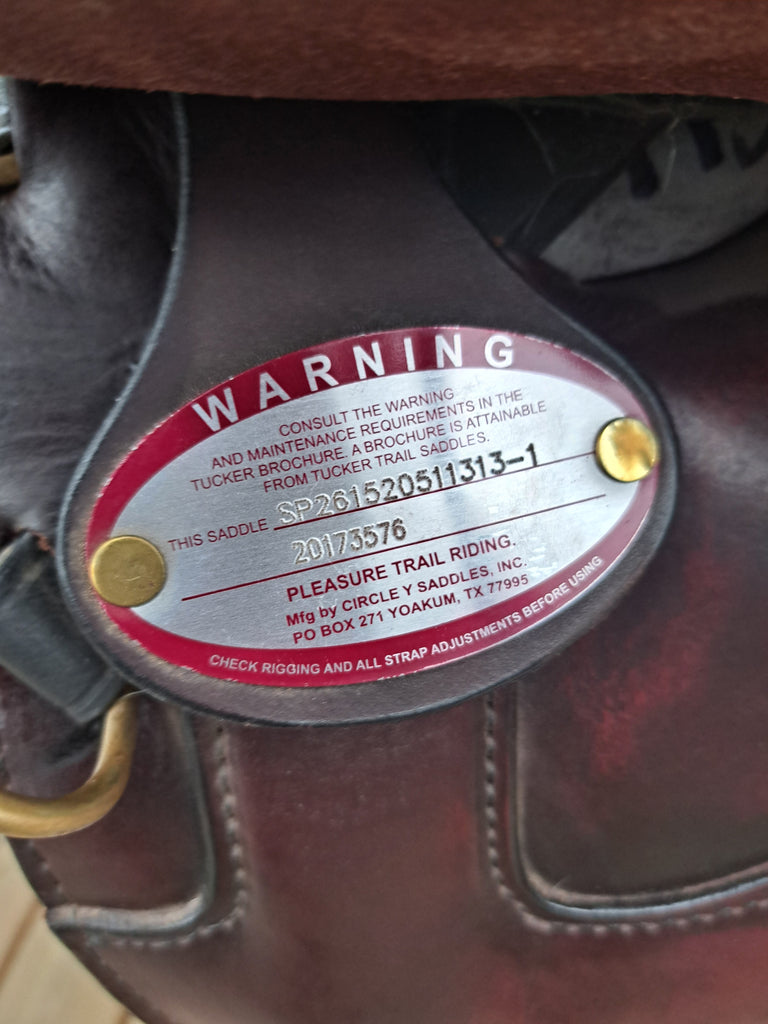 WARNING
CONSULT THE WARNING
AND MAINTENANCE REQUIREMENTS IN THE
TUCKER BROCHURE. A BROCHURE IS ATTAINABLE
FROM TUCKER TRAIL SADDLES.
THIS SADDLE SP261520511313-1
20173576
PLEASURE TRAIL RIDING.
Mfg by CIRCLE Y SADDLES, INC.
PO BOX 271 YOAKUM, TX 77995
CHECK RIGGING AND ALL STRAP ADJUSTMENTS BEFORE USING